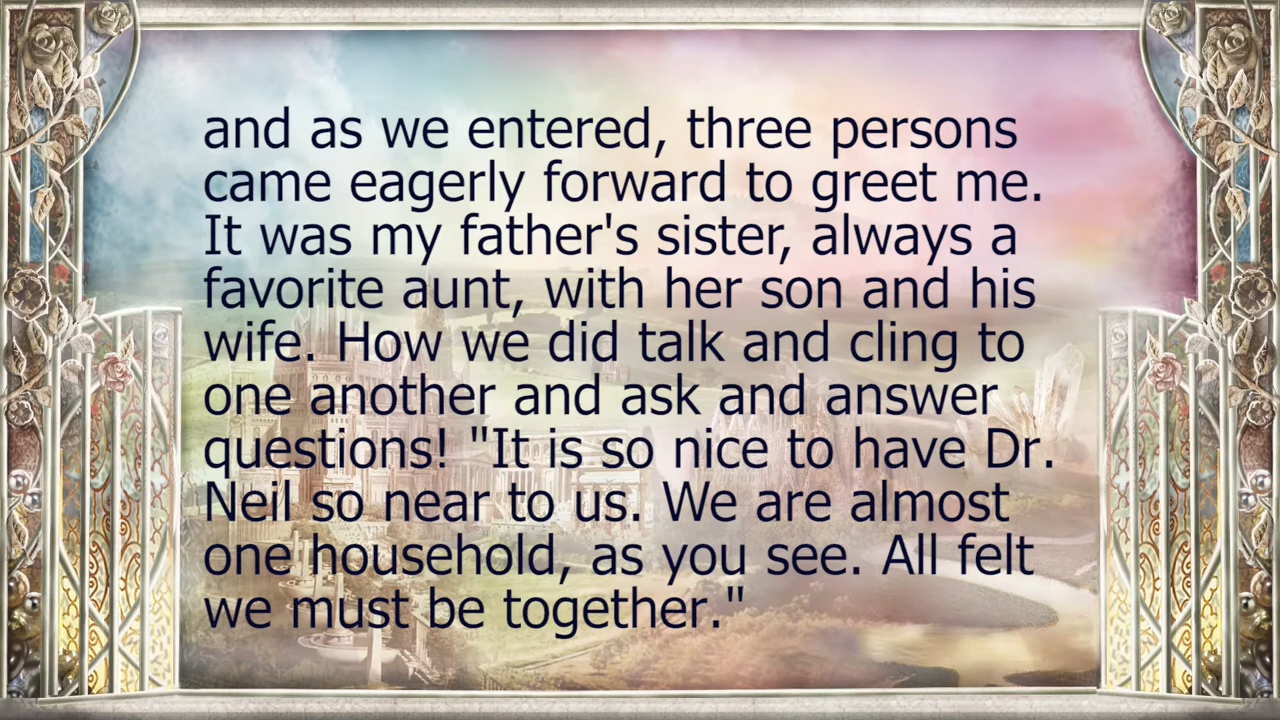 and as we entered, three persons
came eagerly forward to greet me.
It was my father's sister, always a
favorite aunt, with her son and his
wife. How we did talk and cling to
one another and ask and answer
questions! "It is so nice to have Dr.
Neil so near to us. We are almost
one household, as you see. All felt
we must be together."